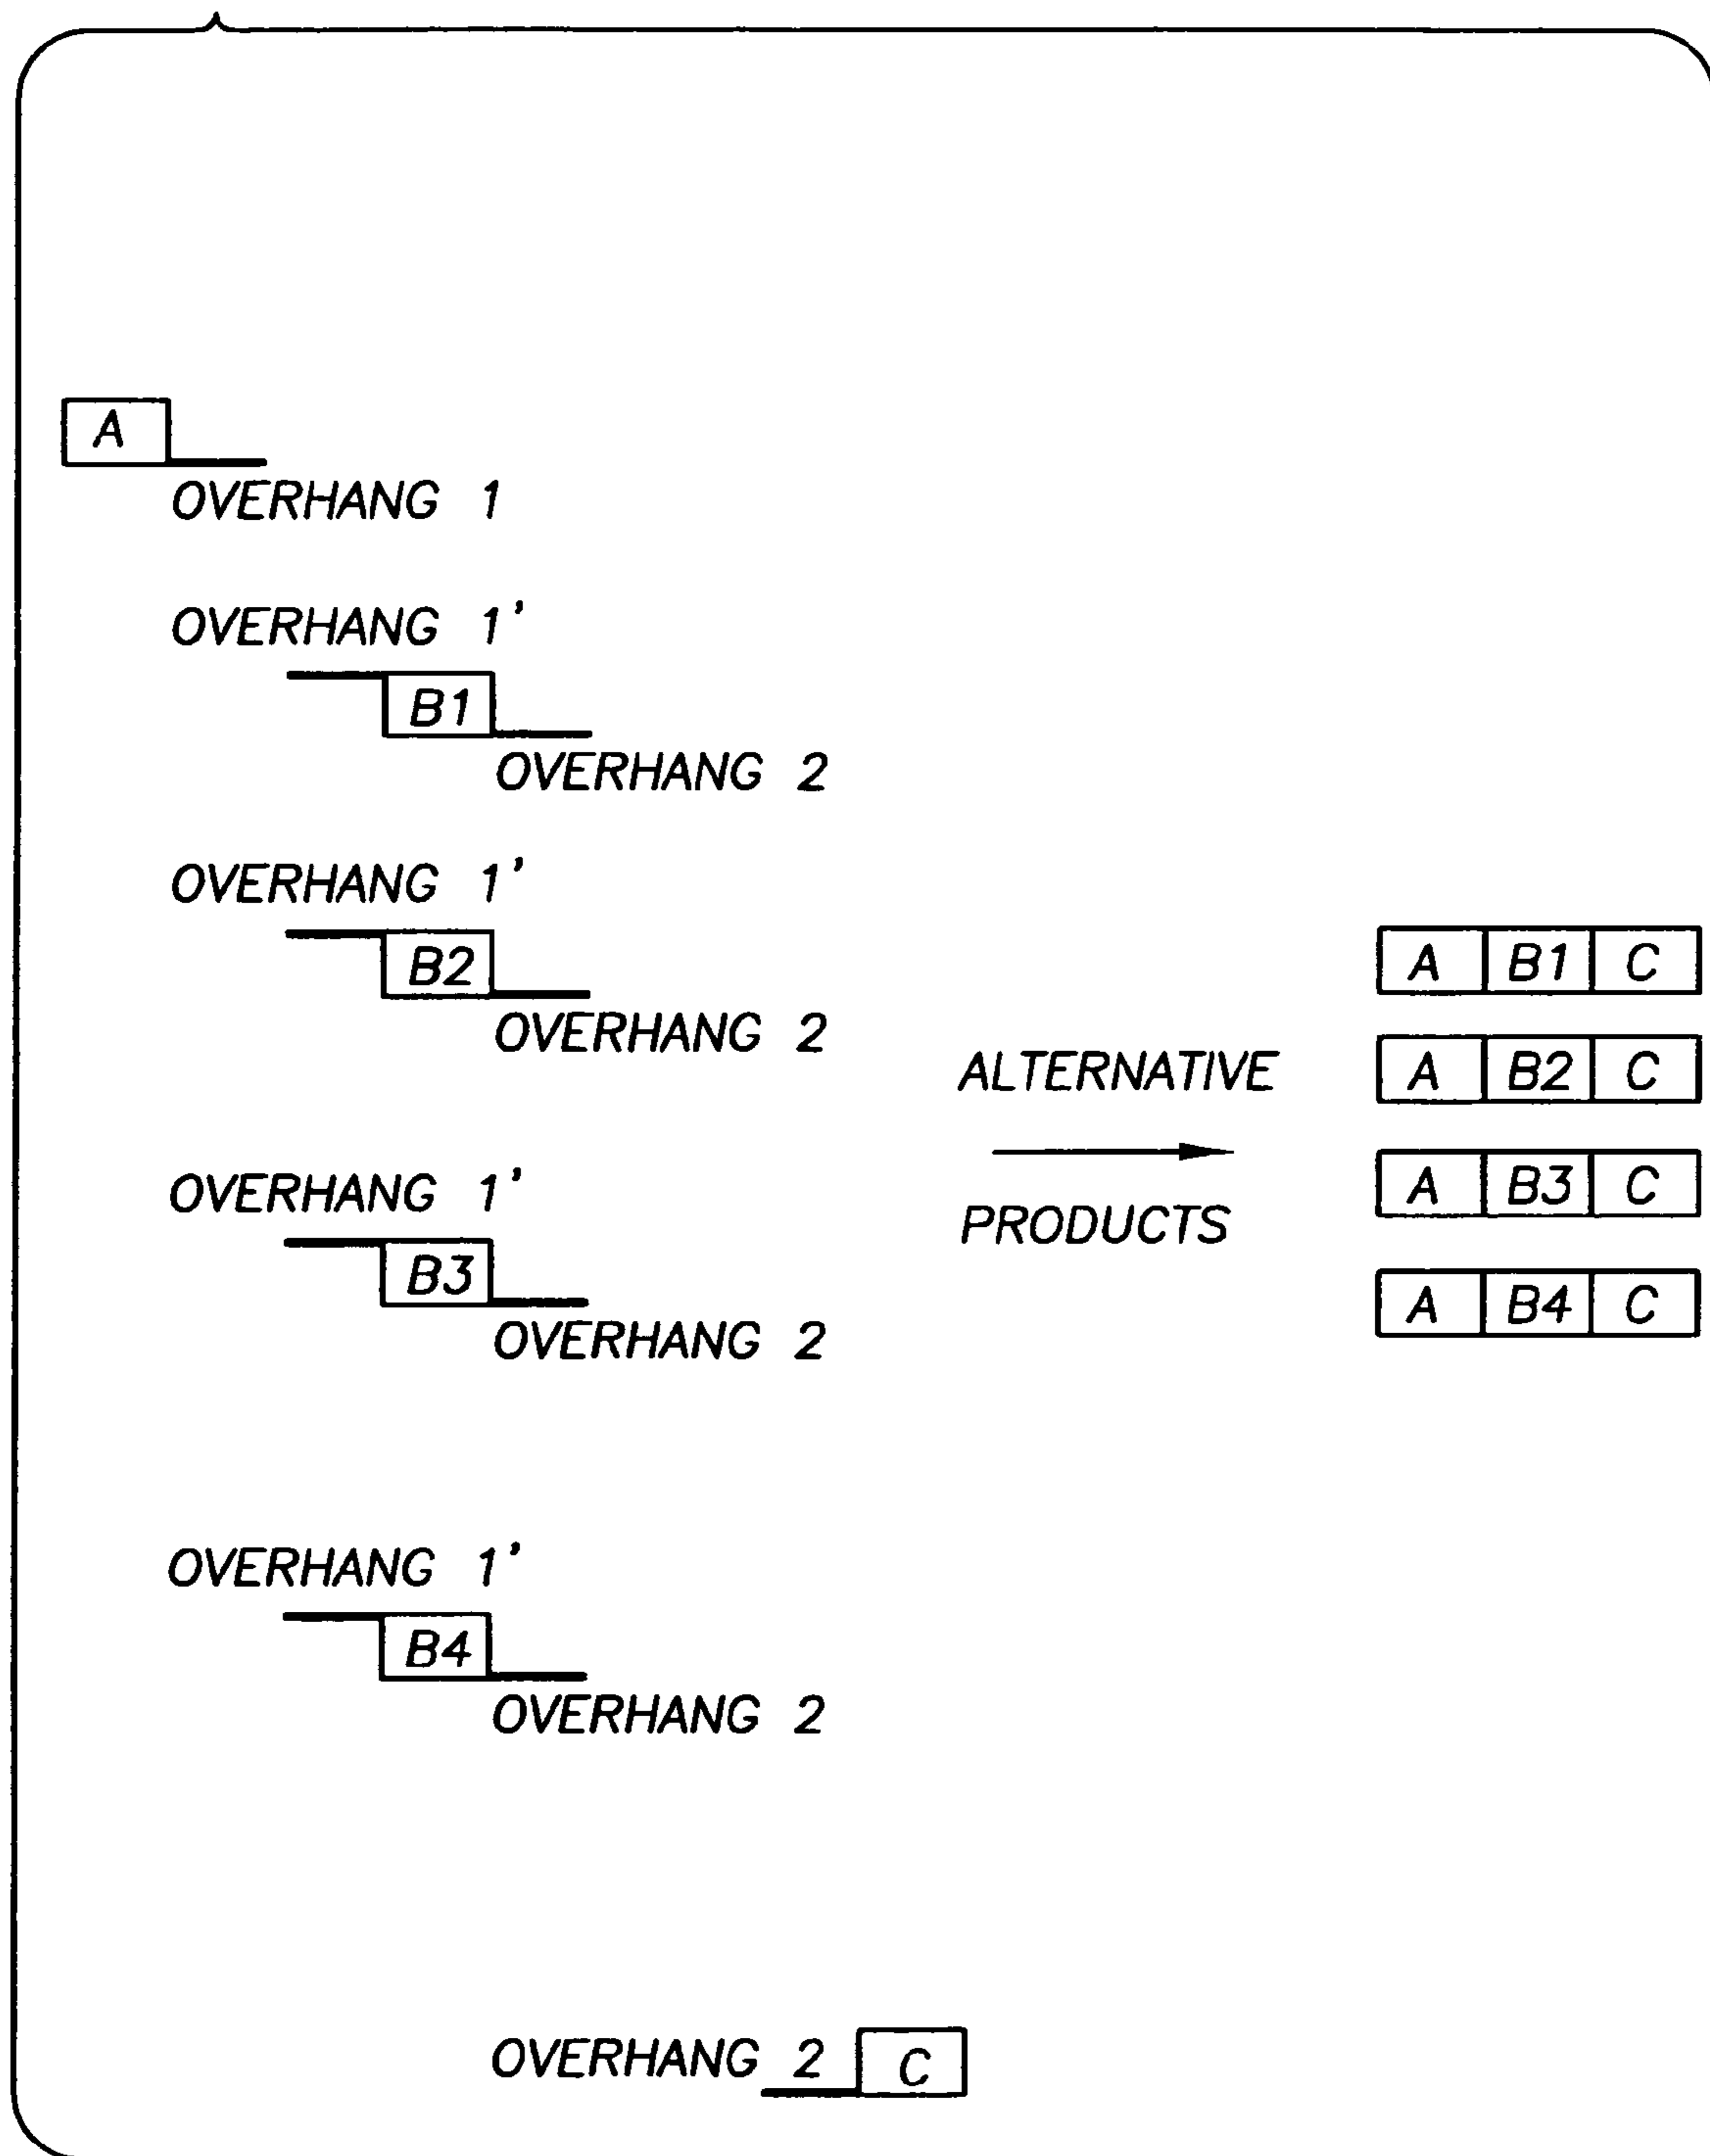 A
OVERHANG 1
OVERHANG 1'
B1
OVERHANG 2
OVERHANG 1'
B2
OVERHANG 2
OVERHANG 1'
B3
OVERHANG 2
OVERHANG 1'
B4
OVERHANG 2
OVERHANG 2 C
ALTERNATIVE
PRODUCTS
A B1 C
A B2 C
A B3 C
A B4 C